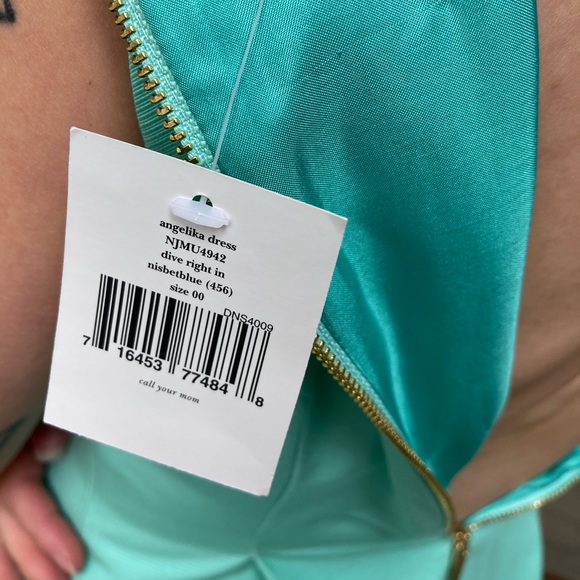 angelika dress
NJMU4942
dive right in
nisbetblue (456)
size 00
DNS4009
7 16453 77484 8
call your mom